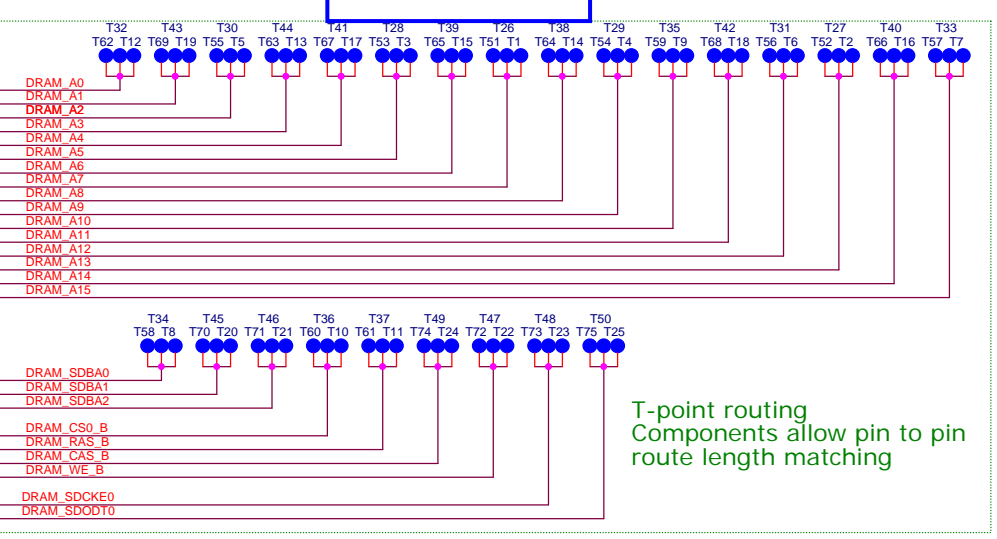 T32 T43 T30 T44 T41 T28 T39 T26 T38 T29 T35 T42 T31 T27 T40 T33
T62 T12 T69 T19 T55 T5 T63 T13 T67 T17 T53 T3 T65 T15 T51 T1 T64 T14 T54 T4 T59 T9 T68 T18 T56 T6 T52 T2 T66 T16 T57 T7
DRAM_A0
DRAM_A1
DRAM_A2
DRAM_A3
DRAM_A4
DRAM_A5
DRAM_A6
DRAM_A7
DRAM_A8
DRAM_A9
DRAM_A10
DRAM_A11
DRAM_A12
DRAM_A13
DRAM_A14
DRAM_A15
T34 T45 T46 T36 T37 T49 T47 T48 T50
T58 T8 T70 T20 T71 T21 T60 T10 T61 T11 T74 T24 T72 T22 T73 T23 T75 T25
DRAM_SDBA0
DRAM_SDBA1
DRAM_SDBA2
DRAM_CS0_B
DRAM_RAS_B
DRAM_CAS_B
DRAM_WE_B
DRAM_SDCKE0
DRAM_SDODT0
T-point routing
Components allow pin to pin
route length matching